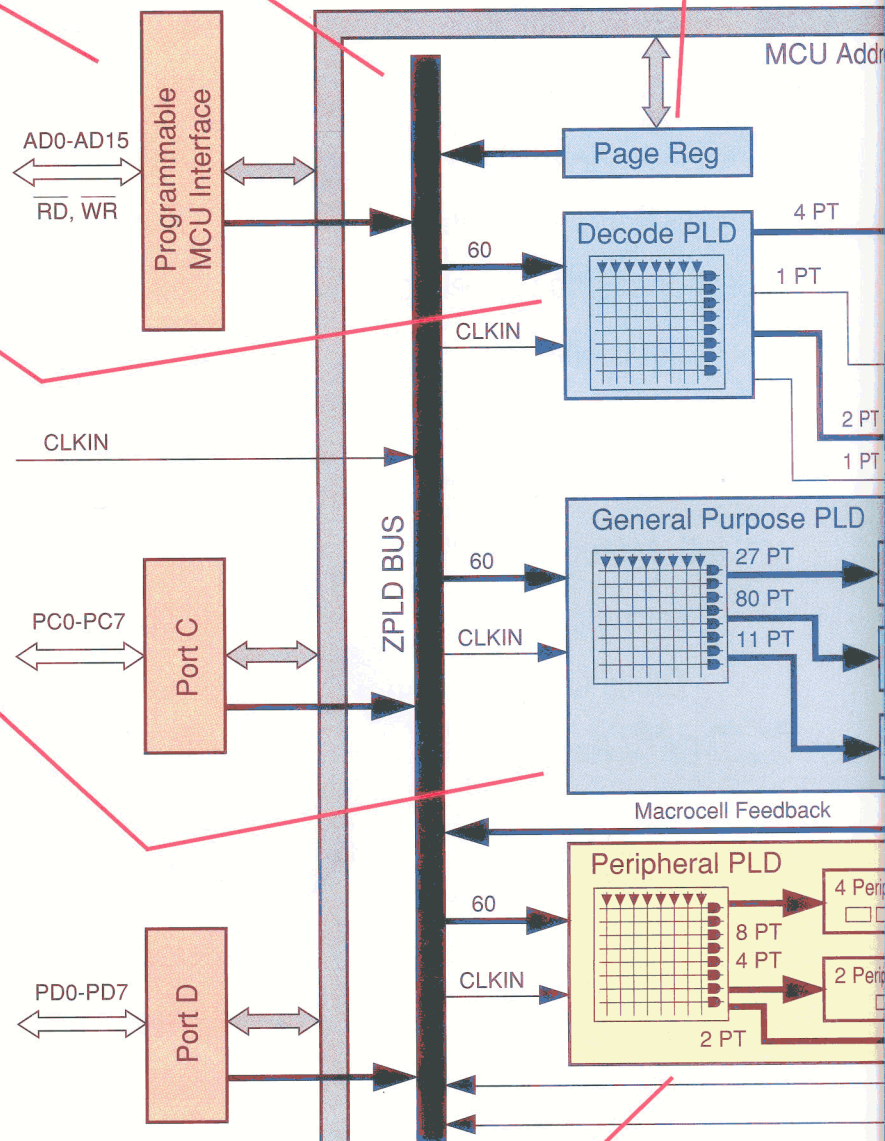 MCU Addr
AD0-AD15
RD, WR
Programmable
MCU Interface
Page Reg
4 PT
Decode PLD
60
1 PT
CLKIN
2 PT
1 PT
CLKIN
ZPLD BUS
General Purpose PLD
60
27 PT
80 PT
PC0-PC7
Port C
CLKIN
11 PT
Macrocell Feedback
Peripheral PLD
60
4 Perip
8 PT
4 PT
CLKIN
2 Perip
PD0-PD7
Port D
2 PT